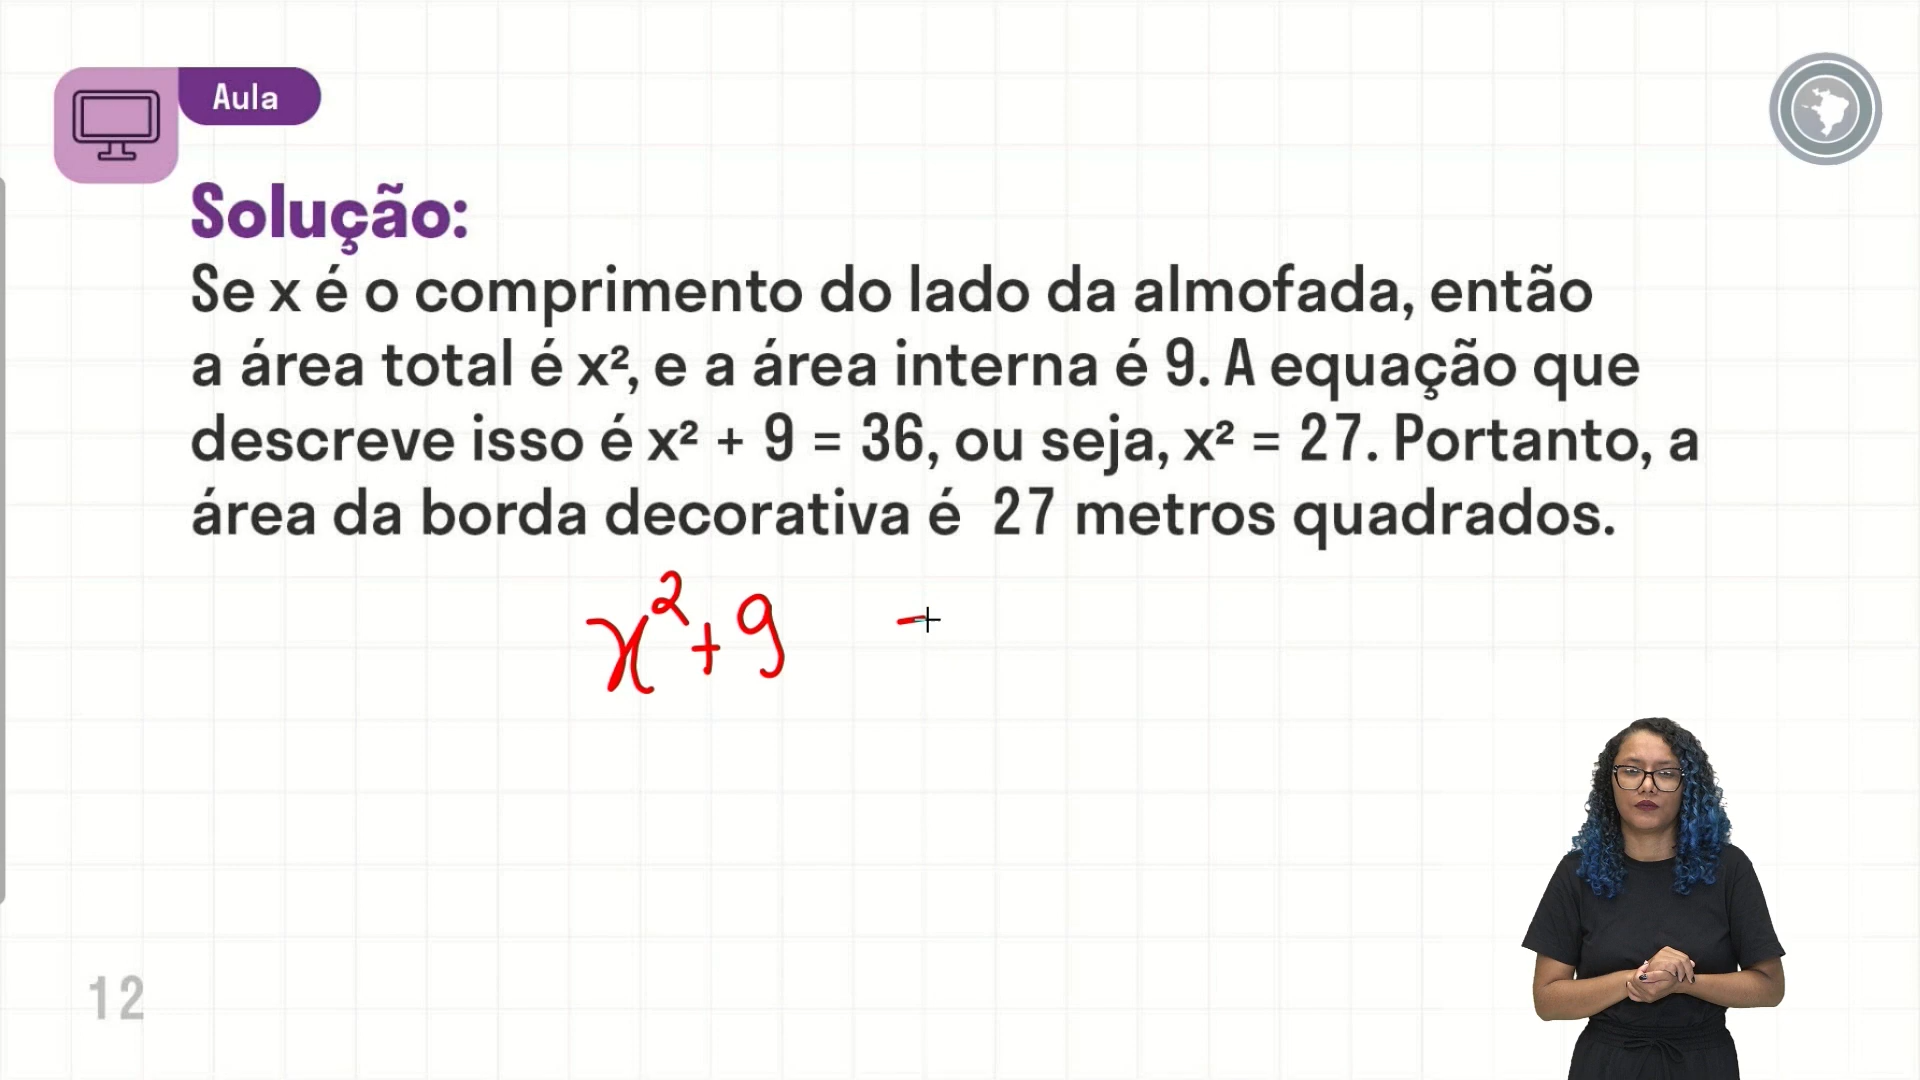 Aula
Solução:
Se x é o comprimento do lado da almofada, então
a área total é x², e a área interna é 9. A equação que
descreve isso é x² + 9 = 36, ou seja, x² = 27. Portanto, a
área da borda decorativa é 27 metros quadrados.
x² + 9 -
12